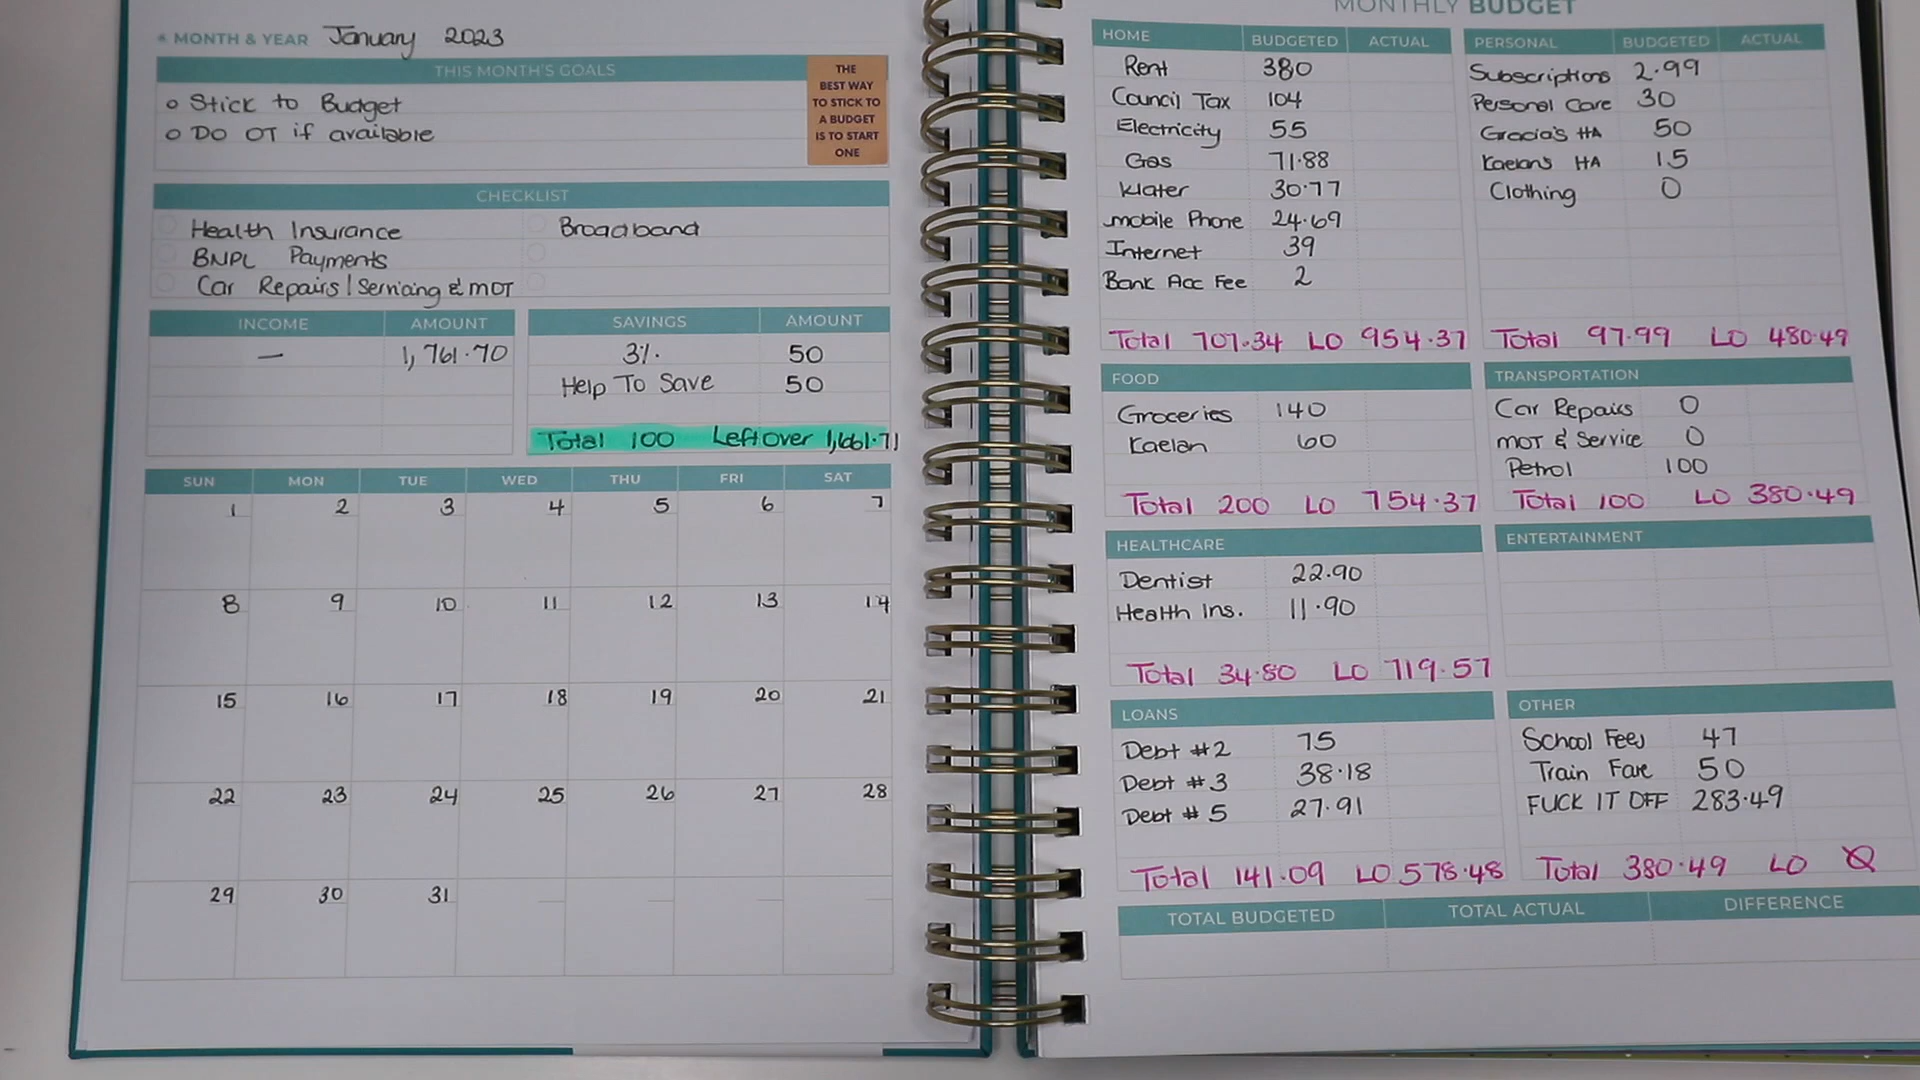 * MONTH & YEAR January 2023
THIS MONTH'S GOALS
o Stick to Budget
o Do OT if available
THE
BEST WAY
TO STICK TO
A BUDGET
IS TO START
ONE
CHECKLIST
Health Insurance Broadband
BNPL Payments
Car Repairs | Servicing & MOT
INCOME AMOUNT
— 1,761.70
SAVINGS AMOUNT
3%. 50
Help To Save 50
Total 100 Leftover 1,661.71
SUN MON TUE WED THU FRI SAT
1 2 3 4 5 6 7
8 9 10 11 12 13 14
15 16 17 18 19 20 21
22 23 24 25 26 27 28
29 30 31
MONTHLY BUDGET
HOME BUDGETED ACTUAL
Rent 380
Council Tax 104
Electricity 55
Gas 71.88
Water 30.77
mobile Phone 24.69
Internet 39
Bank Acc Fee 2
Total 707.34 LO 954.37
FOOD
Groceries 140
Kaelan 60
Total 200 LO 754.37
HEALTHCARE
Dentist 22.90
Health Ins. 11.90
Total 34.80 LO 719.57
LOANS
Debt #2 75
Debt #3 38.18
Debt #5 27.91
Total 141.09 LO 578.48
PERSONAL BUDGETED ACTUAL
Subscriptions 2.99
Personal Care 30
Gracia's HA 50
Kaelan's HA 15
Clothing 0
Total 97.99 LO 480.49
TRANSPORTATION
Car Repairs 0
MOT & Service 0
Petrol 100
Total 100 LO 380.49
ENTERTAINMENT
OTHER
School Fees 47
Train Fare 50
FUCK IT OFF 283.49
Total 380.49 LO 0
TOTAL BUDGETED TOTAL ACTUAL DIFFERENCE